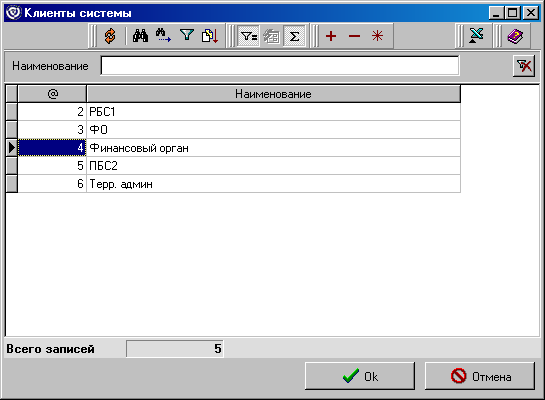 Клиенты системы
Наименование
@ Наименование
2 РБС1
3 ФО
4 Финансовый орган
5 ПБС2
6 Терр. админ
Всего записей 5
Ok Отмена